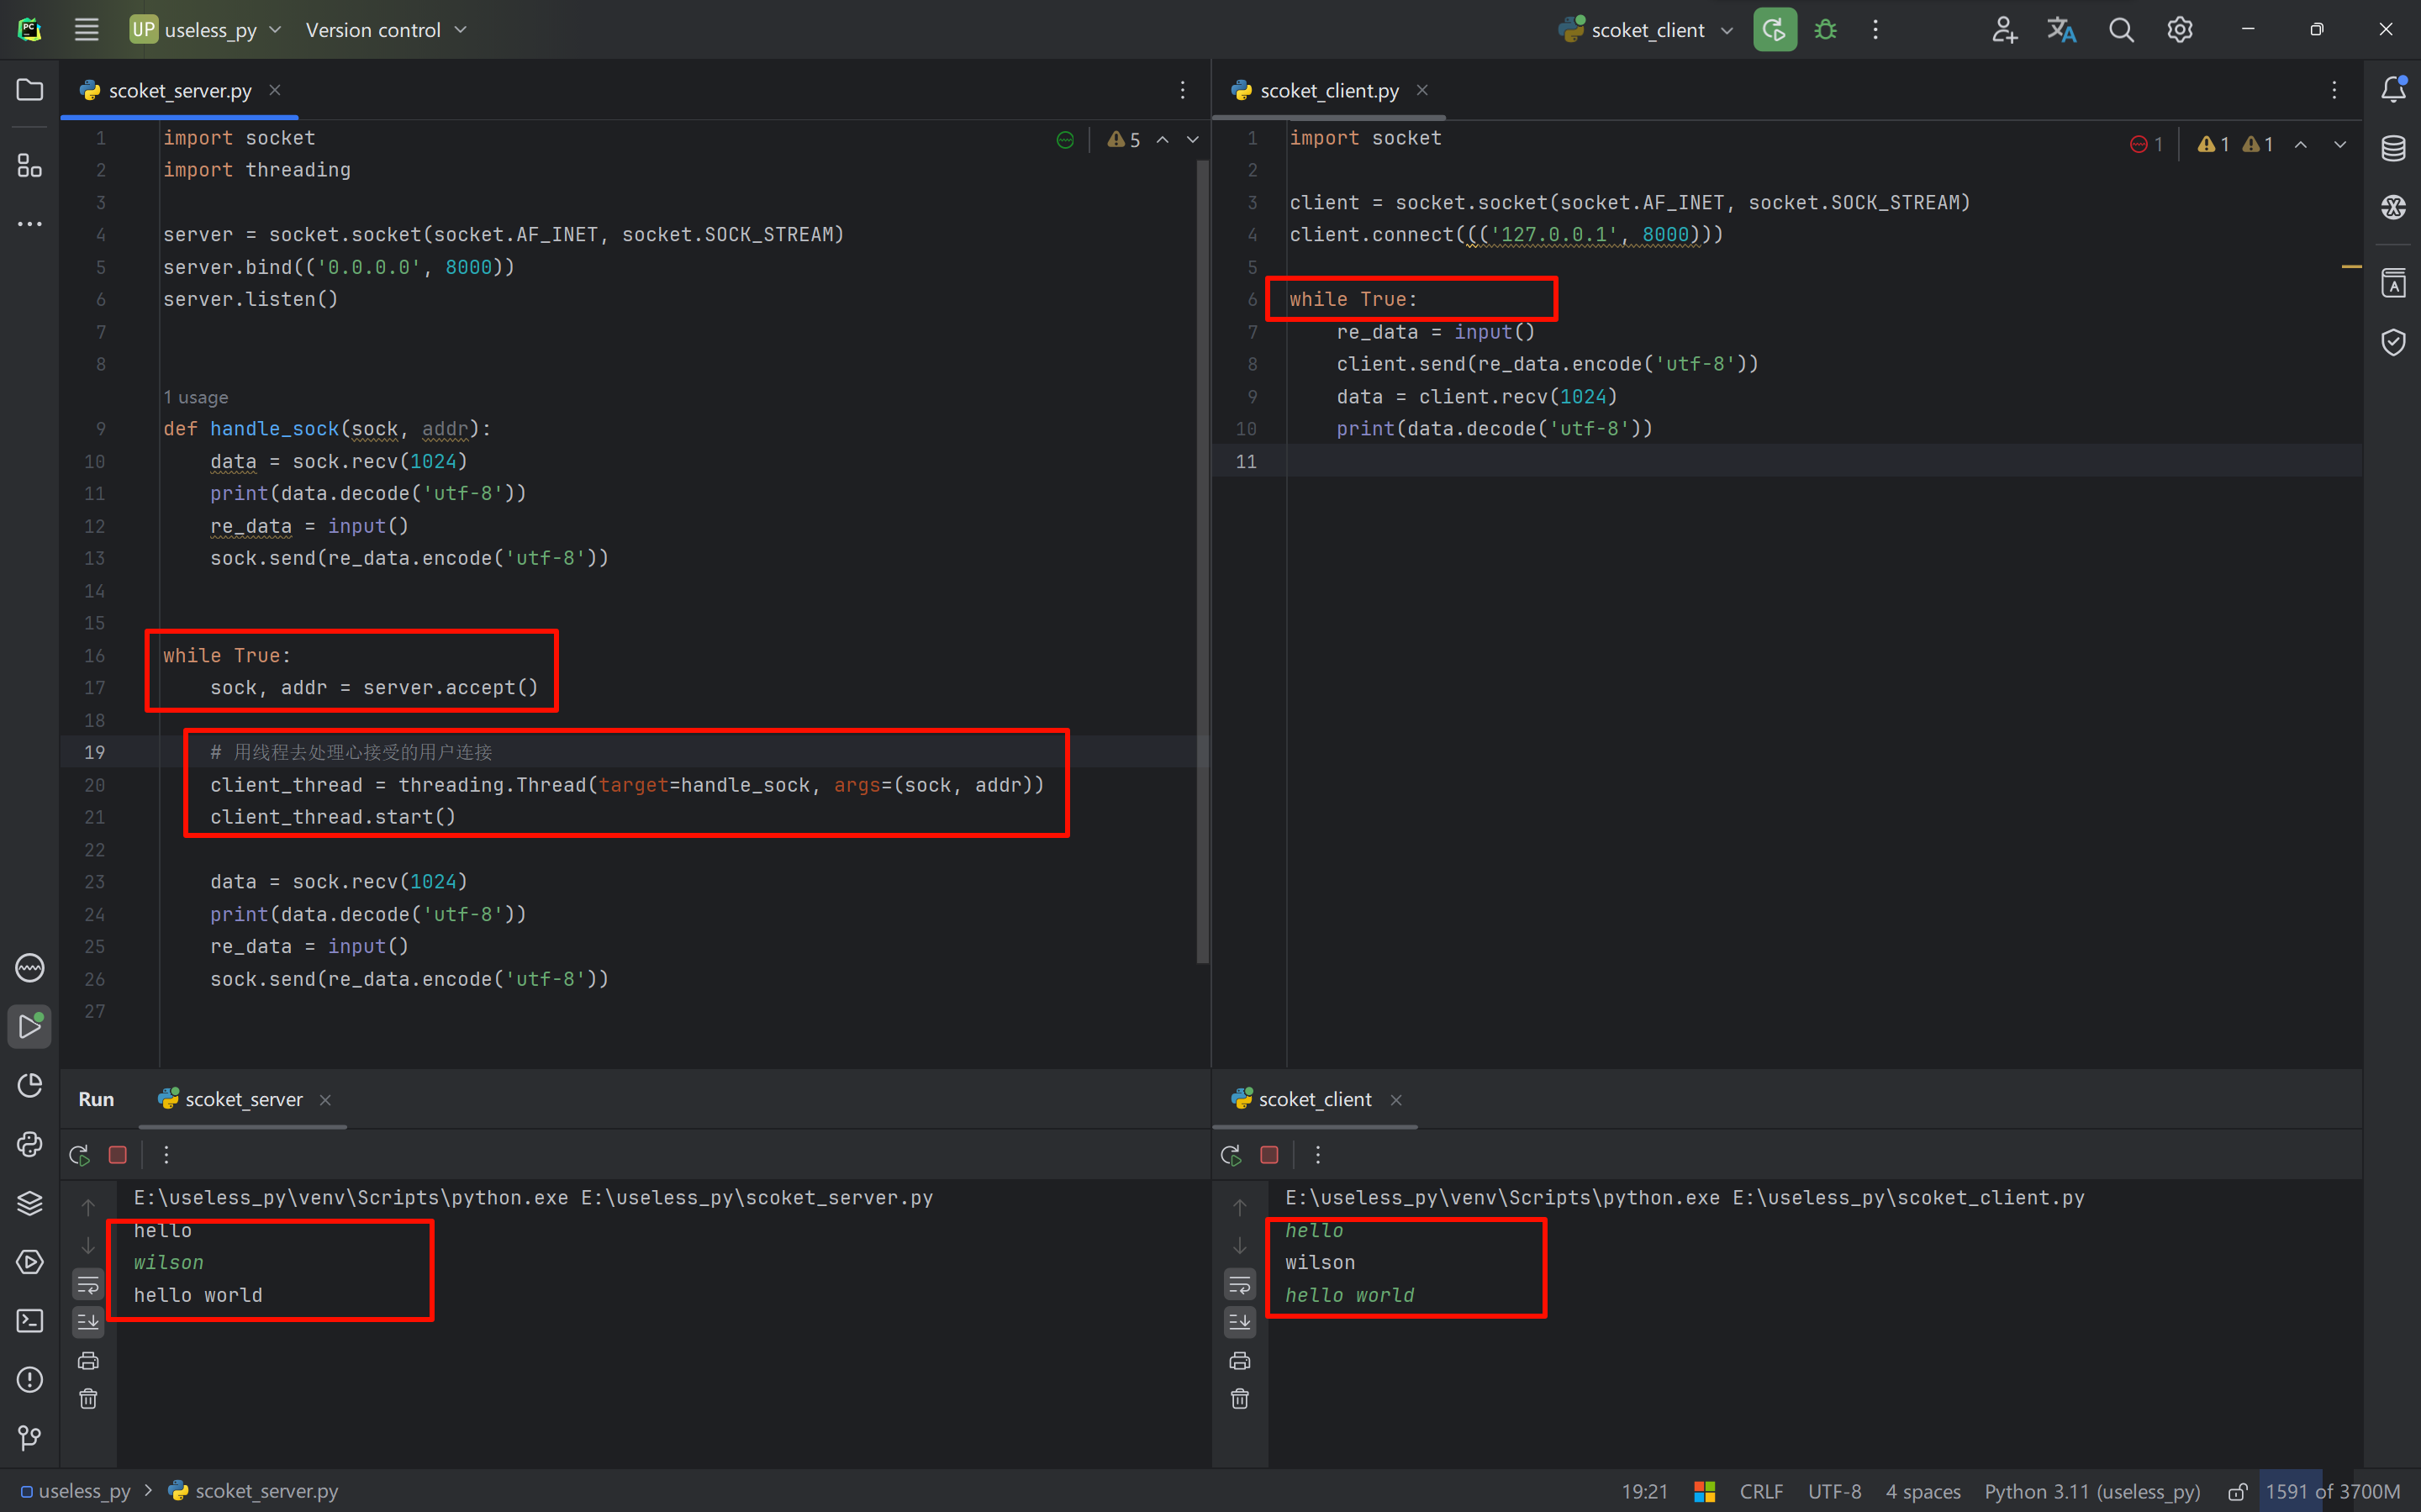 UP useless_py Version control scoket_client
scoket_server.py
scoket_client.py
1 import socket
2 import threading
3
4 server = socket.socket(socket.AF_INET, socket.SOCK_STREAM)
5 server.bind(('0.0.0.0', 8000))
6 server.listen()
7
8
1 usage
9 def handle_sock(sock, addr):
10 data = sock.recv(1024)
11 print(data.decode('utf-8'))
12 re_data = input()
13 sock.send(re_data.encode('utf-8'))
14
15
16 while True:
17 sock, addr = server.accept()
18
19 # 用线程去处理心接受的用户连接
20 client_thread = threading.Thread(target=handle_sock, args=(sock, addr))
21 client_thread.start()
22
23 data = sock.recv(1024)
24 print(data.decode('utf-8'))
25 re_data = input()
26 sock.send(re_data.encode('utf-8'))
27
5
1 import socket
2
3 client = socket.socket(socket.AF_INET, socket.SOCK_STREAM)
4 client.connect((('127.0.0.1', 8000)))
5
6 while True:
7 re_data = input()
8 client.send(re_data.encode('utf-8'))
9 data = client.recv(1024)
10 print(data.decode('utf-8'))
11
1 1 1
Run scoket_server
E:\useless_py\venv\Scripts\python.exe E:\useless_py\scoket_server.py
hello
wilson
hello world
scoket_client
E:\useless_py\venv\Scripts\python.exe E:\useless_py\scoket_client.py
hello
wilson
hello world
useless_py > scoket_server.py
19:21 CRLF UTF-8 4 spaces Python 3.11 (useless_py) 1591 of 3700M